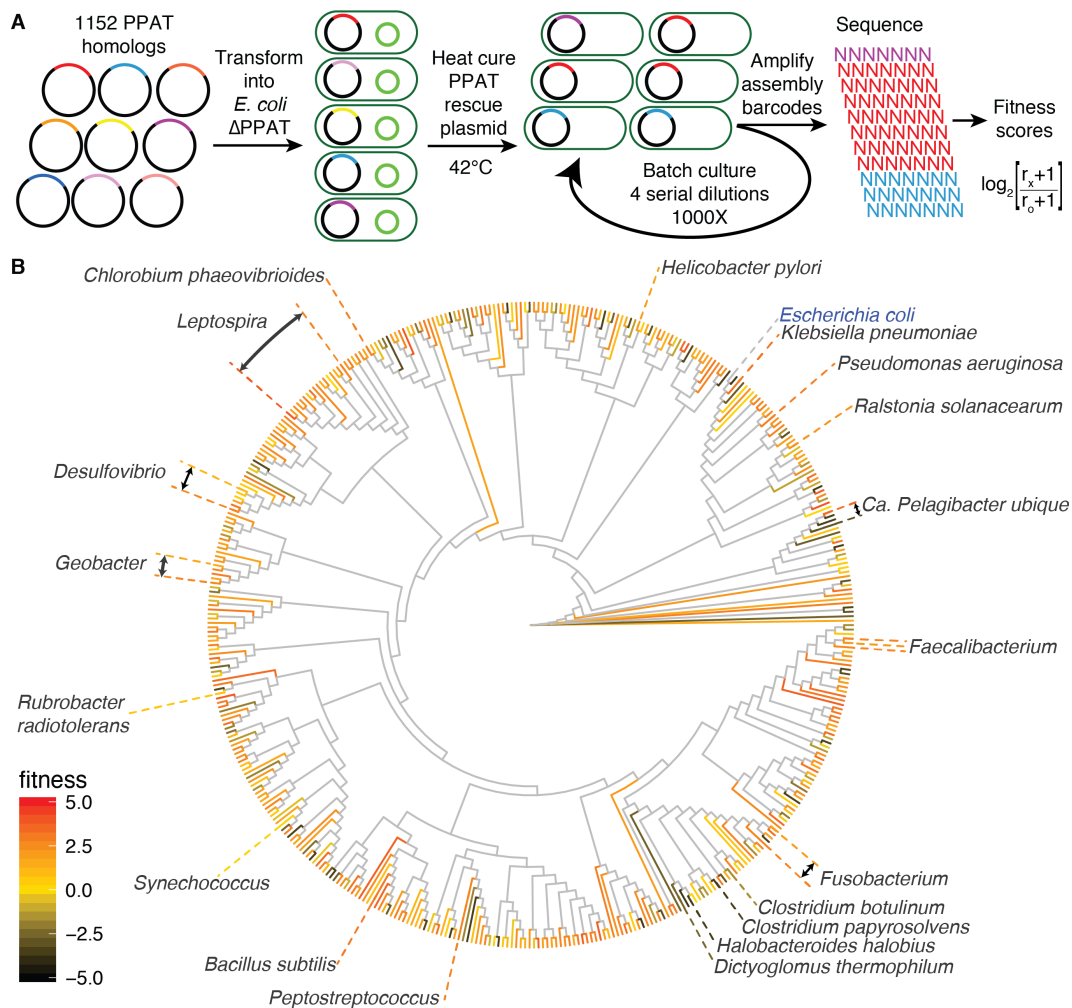 A
1152 PPAT
homologs
Transform
into
E. coli
ΔPPAT
Heat cure
PPAT
rescue
plasmid
42°C
Amplify
assembly
barcodes
Batch culture
4 serial dilutions
1000X
Sequence
NNNNNNN
NNNNNNN
NNNNNNN
NNNNNNN
NNNNNNN
NNNNNNN
NNNNNNN
NNNNNNN
NNNNNNN
NNNNNNN
NNNNNNN
Fitness
scores
log₂[(rₓ+1)/(r₀+1)]
B
Chlorobium phaeovibrioides
Leptospira
Desulfovibrio
Geobacter
Rubrobacter
radiotolerans
Synechococcus
Bacillus subtilis
Peptostreptococcus
Helicobacter pylori
Escherichia coli
Klebsiella pneumoniae
Pseudomonas aeruginosa
Ralstonia solanacearum
Ca. Pelagibacter ubique
Faecalibacterium
Fusobacterium
Clostridium botulinum
Clostridium papyrosolvens
Halobacteroides halobius
Dictyoglomus thermophilum
fitness
5.0
2.5
0.0
−2.5
−5.0